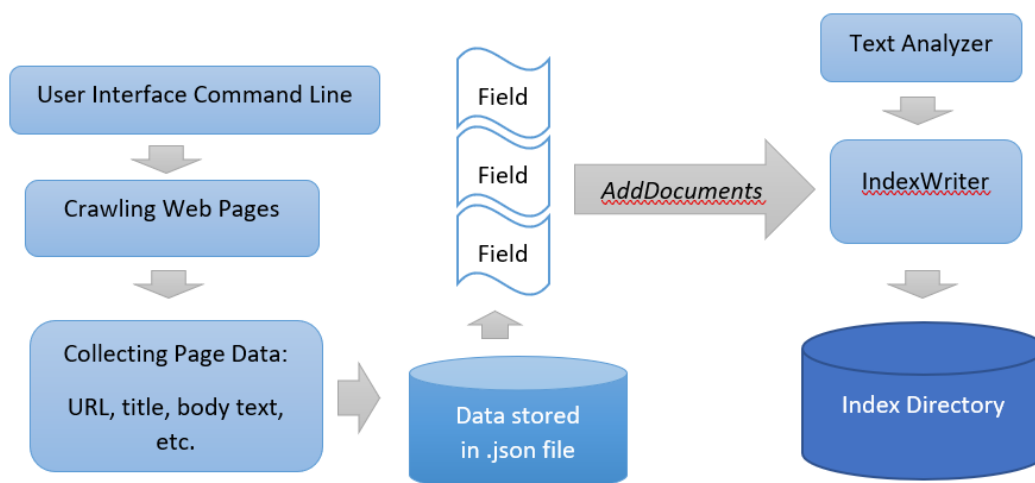 User Interface Command Line
Crawling Web Pages
Collecting Page Data:
URL, title, body text,
etc.
Data stored
in .json file
Field
Field
Field
AddDocuments
Text Analyzer
IndexWriter
Index Directory